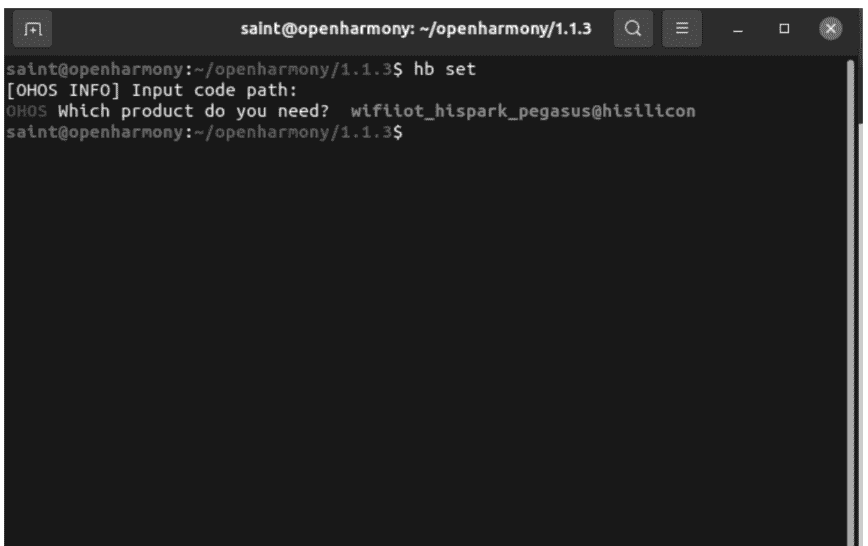 saint@openharmony: ~/openharmony/1.1.3
saint@openharmony:~/openharmony/1.1.3$ hb set
[OHOS INFO] Input code path:
OHOS Which product do you need?  wifiiot_hispark_pegasus@hisilicon
saint@openharmony:~/openharmony/1.1.3$